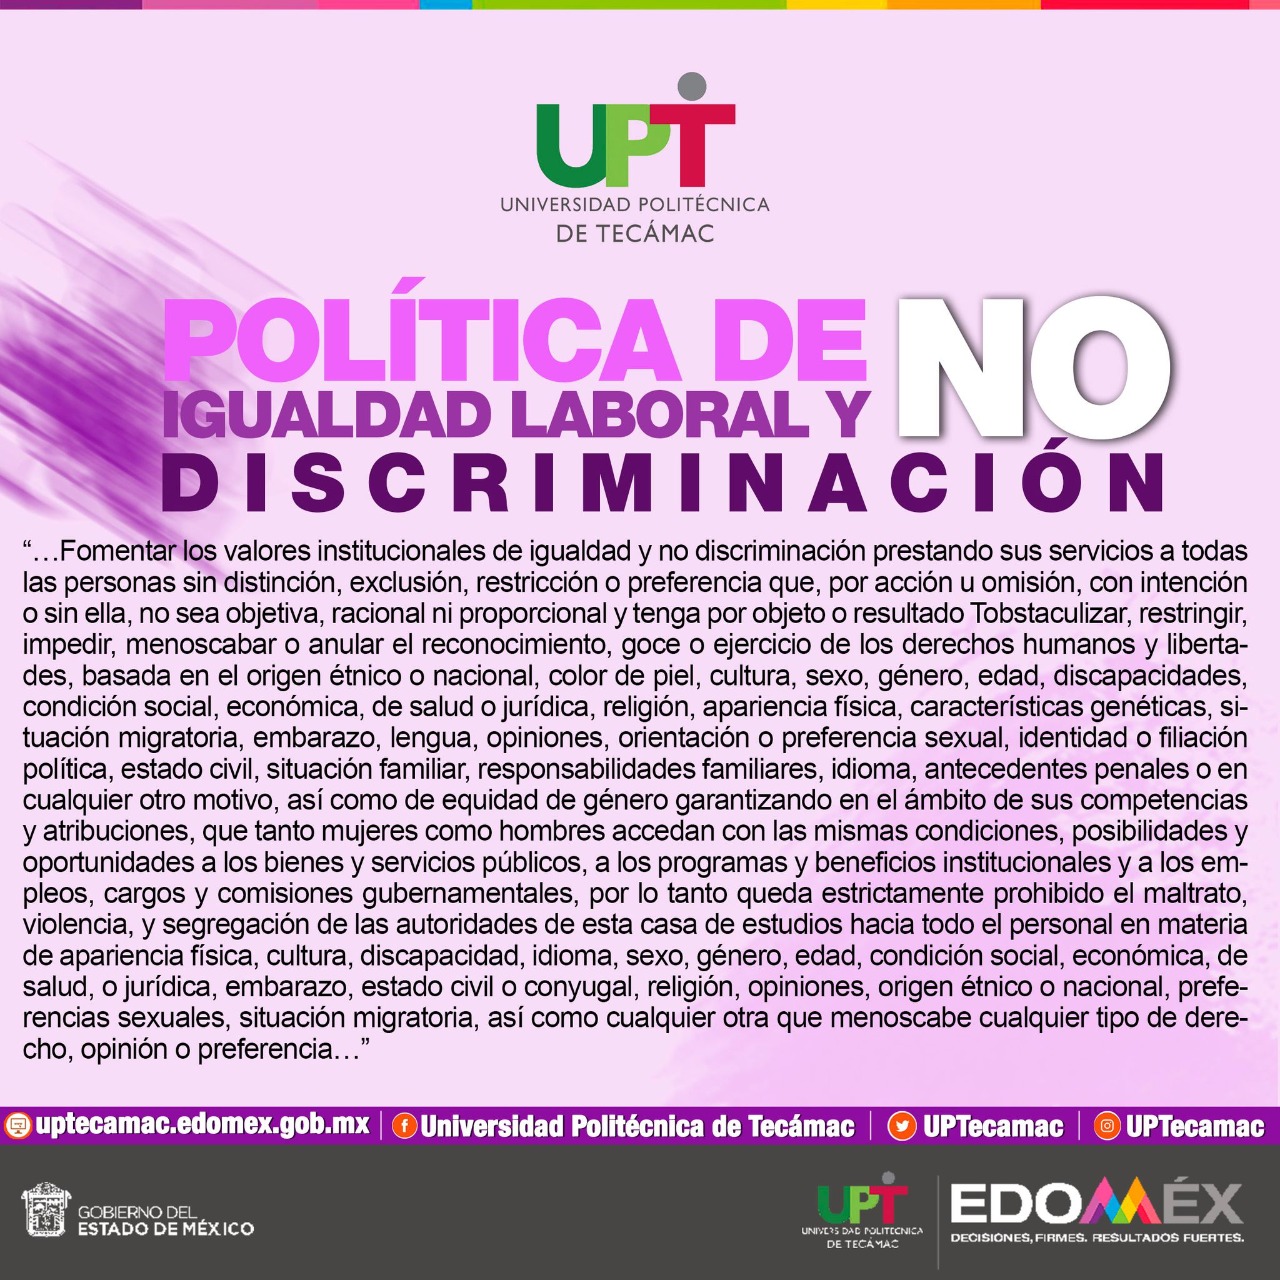 UPT
UNIVERSIDAD POLITÉCNICA
DE TECÁMAC
POLÍTICA DE NO
IGUALDAD LABORAL Y
DISCRIMINACIÓN
“…Fomentar los valores institucionales de igualdad y no discriminación prestando sus servicios a todas
las personas sin distinción, exclusión, restricción o preferencia que, por acción u omisión, con intención
o sin ella, no sea objetiva, racional ni proporcional y tenga por objeto o resultado Tobstaculizar, restringir,
impedir, menoscabar o anular el reconocimiento, goce o ejercicio de los derechos humanos y liberta-
des, basada en el origen étnico o nacional, color de piel, cultura, sexo, género, edad, discapacidades,
condición social, económica, de salud o jurídica, religión, apariencia física, características genéticas, si-
tuación migratoria, embarazo, lengua, opiniones, orientación o preferencia sexual, identidad o filiación
política, estado civil, situación familiar, responsabilidades familiares, idioma, antecedentes penales o en
cualquier otro motivo, así como de equidad de género garantizando en el ámbito de sus competencias
y atribuciones, que tanto mujeres como hombres accedan con las mismas condiciones, posibilidades y
oportunidades a los bienes y servicios públicos, a los programas y beneficios institucionales y a los em-
pleos, cargos y comisiones gubernamentales, por lo tanto queda estrictamente prohibido el maltrato,
violencia, y segregación de las autoridades de esta casa de estudios hacia todo el personal en materia
de apariencia física, cultura, discapacidad, idioma, sexo, género, edad, condición social, económica, de
salud, o jurídica, embarazo, estado civil o conyugal, religión, opiniones, origen étnico o nacional, prefe-
rencias sexuales, situación migratoria, así como cualquier otra que menoscabe cualquier tipo de dere-
cho, opinión o preferencia…”
uptecamac.edomex.gob.mx | Universidad Politécnica de Tecámac | UPTecamac | UPTecamac
GOBIERNO DEL
ESTADO DE MÉXICO
UPT
UNIVERSIDAD POLITECNICA
DE TECÁMAC
EDOMÉX
DECISIONES, FIRMES. RESULTADOS FUERTES.